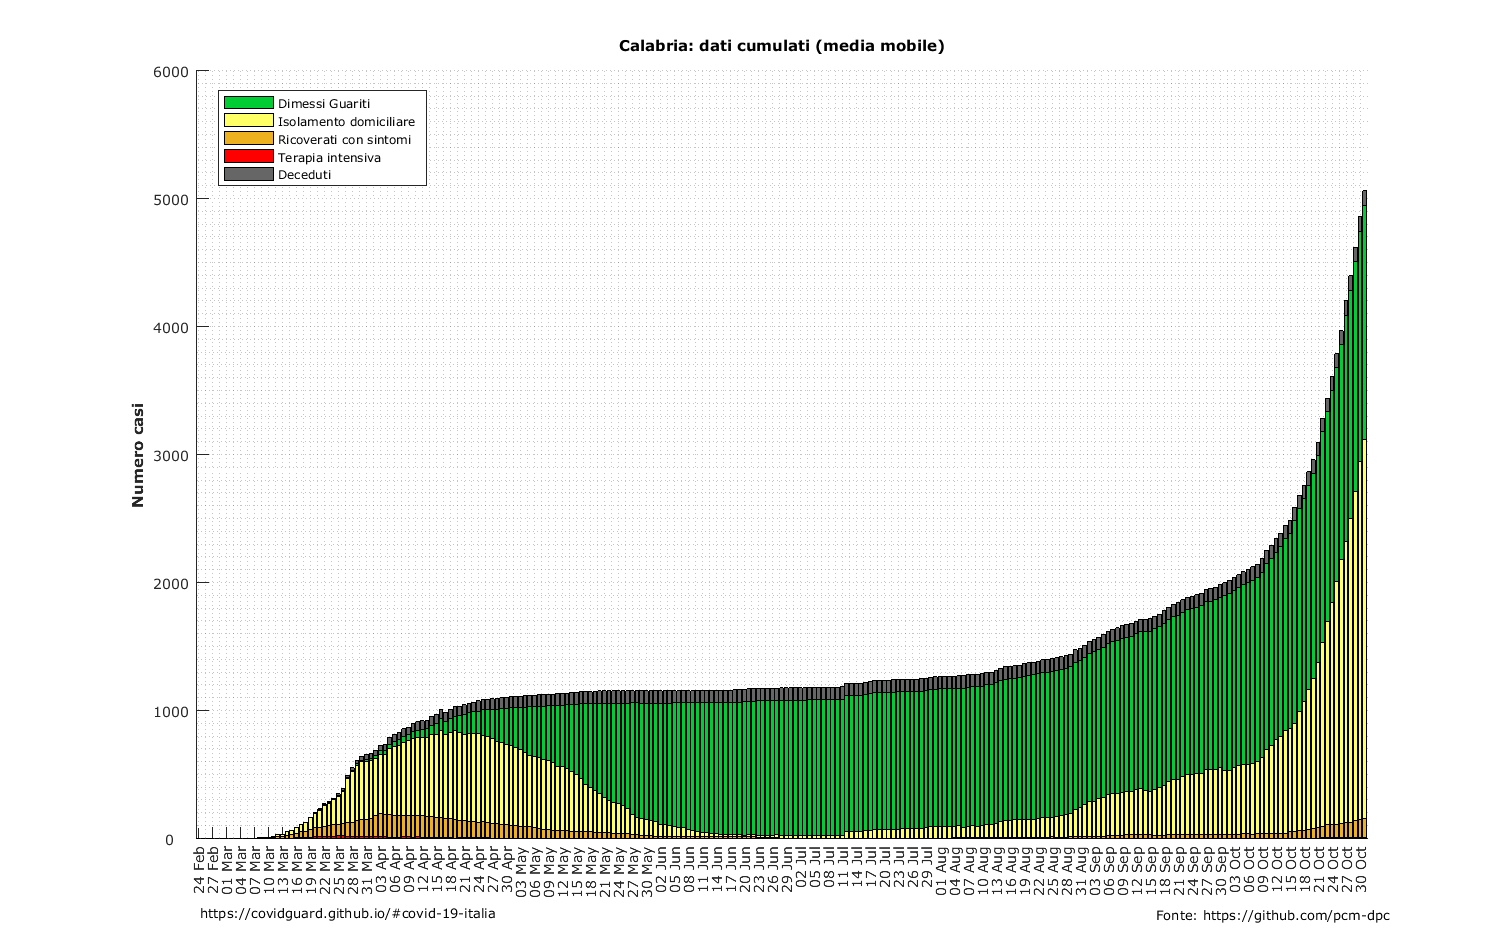 Calabria: dati cumulati (media mobile)
6000
5000
4000
3000
2000
1000
0
Numero casi
Dimessi Guariti
Isolamento domiciliare
Ricoverati con sintomi
Terapia intensiva
Deceduti
24 Feb
27 Feb
01 Mar
04 Mar
07 Mar
10 Mar
13 Mar
16 Mar
19 Mar
22 Mar
25 Mar
28 Mar
31 Mar
03 Apr
06 Apr
09 Apr
12 Apr
15 Apr
18 Apr
21 Apr
24 Apr
27 Apr
30 Apr
03 May
06 May
09 May
12 May
15 May
18 May
21 May
24 May
27 May
30 May
02 Jun
05 Jun
08 Jun
11 Jun
14 Jun
17 Jun
20 Jun
23 Jun
26 Jun
29 Jun
02 Jul
05 Jul
08 Jul
11 Jul
14 Jul
17 Jul
20 Jul
23 Jul
26 Jul
29 Jul
01 Aug
04 Aug
07 Aug
10 Aug
13 Aug
16 Aug
19 Aug
22 Aug
25 Aug
28 Aug
31 Aug
03 Sep
06 Sep
09 Sep
12 Sep
15 Sep
18 Sep
21 Sep
24 Sep
27 Sep
30 Sep
03 Oct
06 Oct
09 Oct
12 Oct
15 Oct
18 Oct
21 Oct
24 Oct
27 Oct
30 Oct
https://covidguard.github.io/#covid-19-italia
Fonte: https://github.com/pcm-dpc